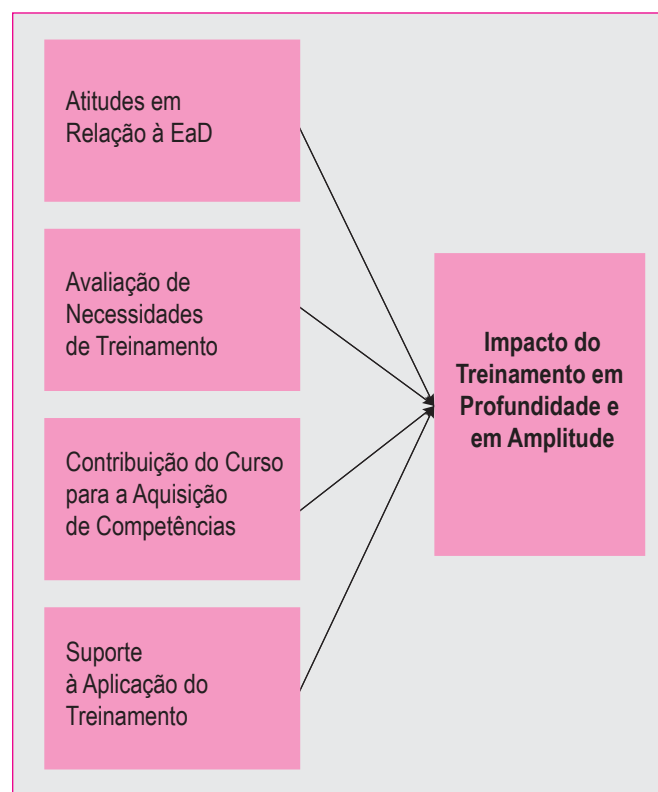 Atitudes em
Relação à EaD
Avaliação de
Necessidades
de Treinamento
Contribuição do Curso
para a Aquisição
de Competências
Suporte
à Aplicação do
Treinamento
Impacto do
Treinamento em
Profundidade e
em Amplitude